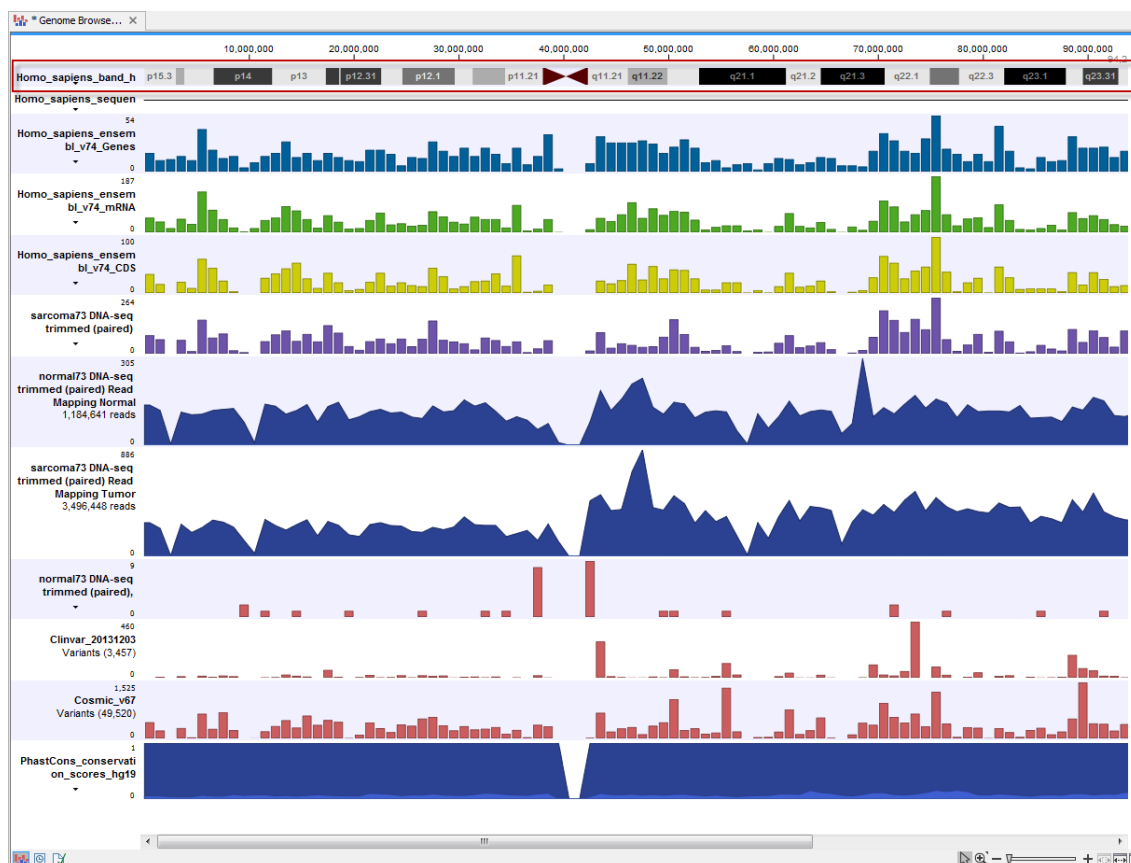 * Genome Browse...
10,000,000 20,000,000 30,000,000 40,000,000 50,000,000 60,000,000 70,000,000 80,000,000 90,000,000
Homo_sapiens_band_h p15.3 p14 p13 p12.31 p12.1 p11.21 q11.21 q11.22 q21.1 q21.2 q21.3 q22.1 q22.3 q23.1 q23.31
Homo_sapiens_sequen
54
Homo_sapiens_ensem
bl_v74_Genes
0
187
Homo_sapiens_ensem
bl_v74_mRNA
0
100
Homo_sapiens_ensem
bl_v74_CDS
0
264
sarcoma73 DNA-seq
trimmed (paired)
0
305
normal73 DNA-seq
trimmed (paired) Read
Mapping Normal
1,184,641 reads
0
886
sarcoma73 DNA-seq
trimmed (paired) Read
Mapping Tumor
3,496,448 reads
0
9
normal73 DNA-seq
trimmed (paired),
0
460
Clinvar_20131203
Variants (3,457)
0
1,525
Cosmic_v67
Variants (49,520)
0
1
PhastCons_conservati
on_scores_hg19
0